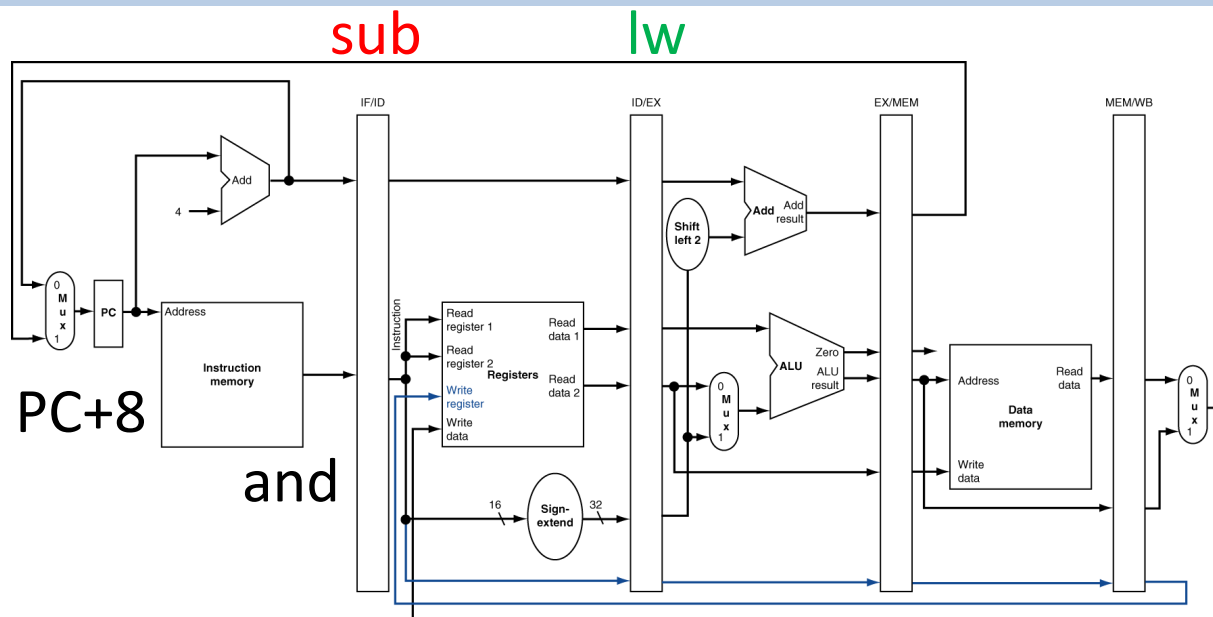 sub
lw
IF/ID
ID/EX
EX/MEM
MEM/WB
Add
4
Add
Add
result
Shift
left 2
0
M
u
x
1
PC
Address
Instruction
memory
Instruction
Read
register 1
Read
register 2
Registers
Write
register
Write
data
Read
data 1
Read
data 2
0
M
u
x
1
Zero
ALU
ALU
result
Address
Read
data
Data
memory
Write
data
0
M
u
x
1
PC+8
and
16
Sign-
extend
32